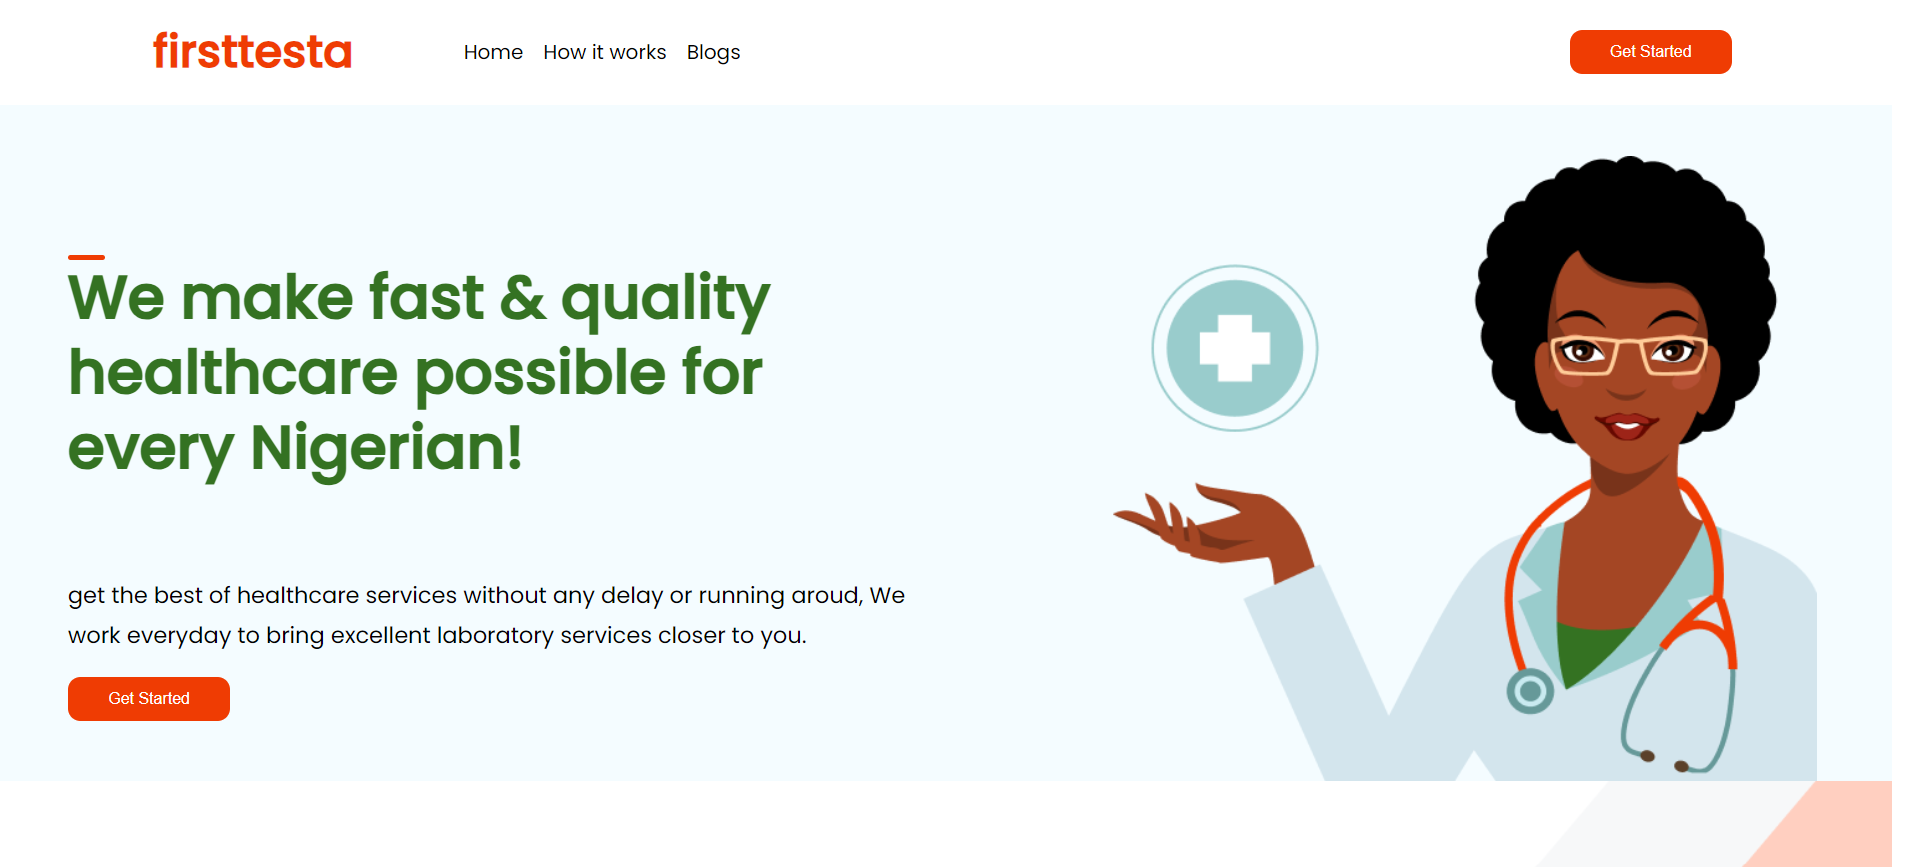 firsttesta
Home How it works Blogs
Get Started
We make fast & quality
healthcare possible for
every Nigerian!
get the best of healthcare services without any delay or running aroud, We
work everyday to bring excellent laboratory services closer to you.
Get Started